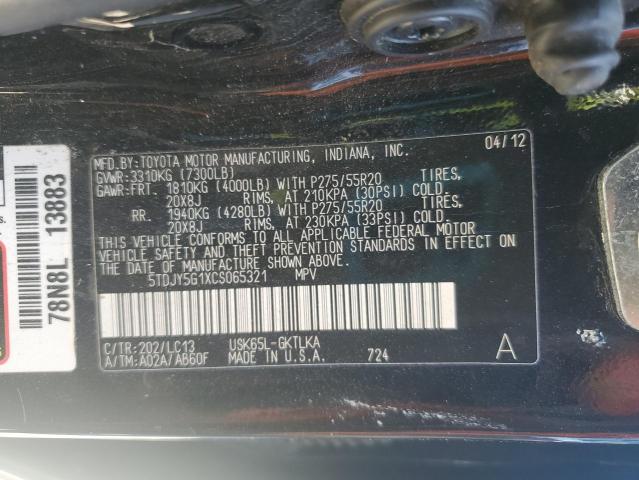 MFD.BY:TOYOTA MOTOR MANUFACTURING, INDIANA, INC. 04/12
GVWR:3310KG (7300LB)
GAWR:FRT. 1810KG (4000LB) WITH P275/55R20 TIRES,
20X8J RIMS, AT 210KPA (30PSI) COLD.
RR. 1940KG (4280LB) WITH P275/55R20 TIRES,
20X8J RIMS, AT 230KPA (33PSI) COLD.
THIS VEHICLE CONFORMS TO ALL APPLICABLE FEDERAL MOTOR
VEHICLE SAFETY AND THEFT PREVENTION STANDARDS IN EFFECT ON
THE DATE OF MANUFACTURE SHOWN ABOVE.
5TDJY5G1XCS065321 MPV
C/TR:202/LC13 USK65L-GKTLKA
A/TM:A02A/AB60F MADE IN U.S.A. 724 A
78N8L 13883